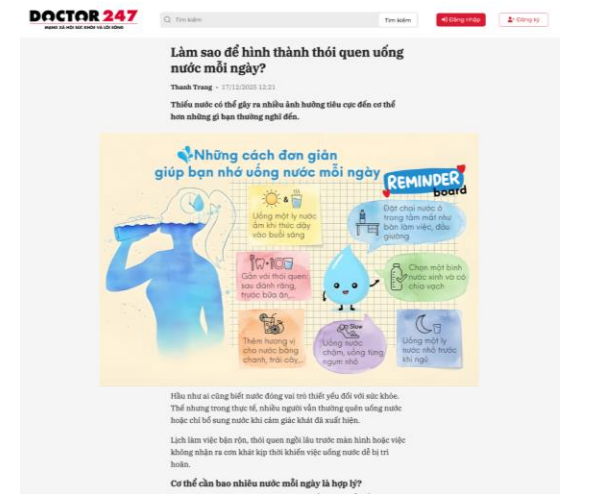 DOCTOR 247
MẠNG XÃ HỘI SỨC KHỎE VÀ LỐI SỐNG
Tìm kiếm
Tìm kiếm
Đăng nhập
Đăng ký
Làm sao để hình thành thói quen uống
nước mỗi ngày?
Thanh Trang - 17/12/2025 12:21
Thiếu nước có thể gây ra nhiều ảnh hưởng tiêu cực đến cơ thể
hơn những gì bạn thường nghĩ đến.
Những cách đơn giản
giúp bạn nhớ uống nước mỗi ngày
REMINDER
board
&
Uống một ly nước
ấm khi thức dậy
vào buổi sáng
Đặt chai nước ở
trong tầm mắt như
bàn làm việc, đầu
giường
Gắn với thói quen:
sau đánh răng,
trước bữa ăn,...
Chọn một bình
nước xinh và có
chia vạch
Thêm hương vị
cho nước bằng
chanh, trái cây,...
Slow
Uống nước
chậm, uống từng
ngụm nhỏ
Uống một ly
nước nhỏ trước
khi ngủ
Hầu như ai cũng biết nước đóng vai trò thiết yếu đối với sức khỏe.
Thế nhưng trong thực tế, nhiều người vẫn thường quên uống nước
hoặc chỉ bổ sung nước khi cảm giác khát đã xuất hiện.
Lịch làm việc bận rộn, thói quen ngồi lâu trước màn hình hoặc việc
không nhận ra cơn khát kịp thời khiến việc uống nước dễ bị trì
hoãn.
Cơ thể cần bao nhiêu nước mỗi ngày là hợp lý?